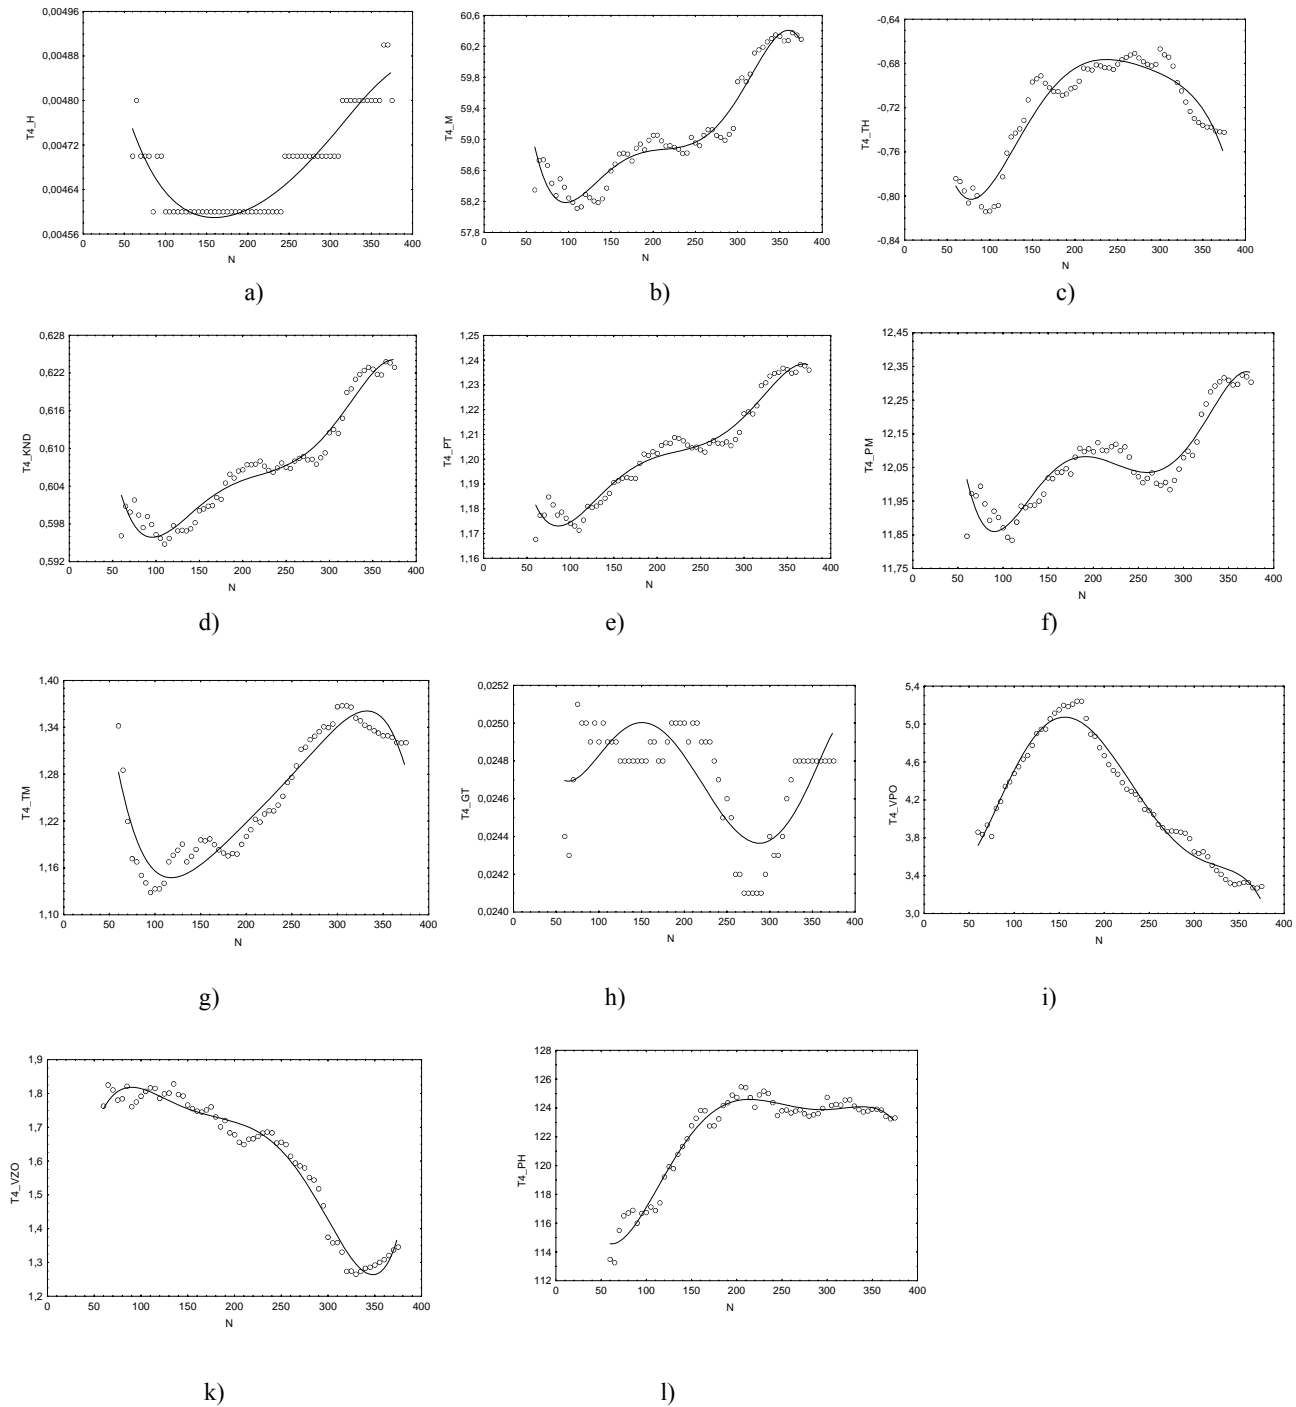 0,00496
0,00488
0,00480
0,00472
0,00464
0,00456
T4_H
0 50 100 150 200 250 300 350 400
N
a)
60,6
60,2
59,8
59,4
59,0
58,6
58,2
57,8
T4_M
0 50 100 150 200 250 300 350 400
N
b)
-0,64
-0,68
-0,72
-0,76
-0,80
-0,84
T4_TH
0 50 100 150 200 250 300 350 400
N
c)
0,628
0,622
0,616
0,610
0,604
0,598
0,592
T4_KND
0 50 100 150 200 250 300 350 400
N
d)
1,25
1,24
1,23
1,22
1,21
1,20
1,19
1,18
1,17
1,16
T4_PT
0 50 100 150 200 250 300 350 400
N
e)
12,45
12,35
12,25
12,15
12,05
11,95
11,85
11,75
T4_PM
0 50 100 150 200 250 300 350 400
N
f)
1,40
1,34
1,28
1,22
1,16
1,10
T4_TM
0 50 100 150 200 250 300 350 400
N
g)
0,0252
0,0250
0,0248
0,0246
0,0244
0,0242
0,0240
T4_GT
0 50 100 150 200 250 300 350 400
N
h)
5,4
5,0
4,6
4,2
3,8
3,4
3,0
T4_VPO
0 50 100 150 200 250 300 350 400
N
i)
1,9
1,8
1,7
1,6
1,5
1,4
1,3
1,2
T4_VZO
0 50 100 150 200 250 300 350 400
N
k)
128
126
124
122
120
118
116
114
112
T4_PH
0 50 100 150 200 250 300 350 400
N
l)